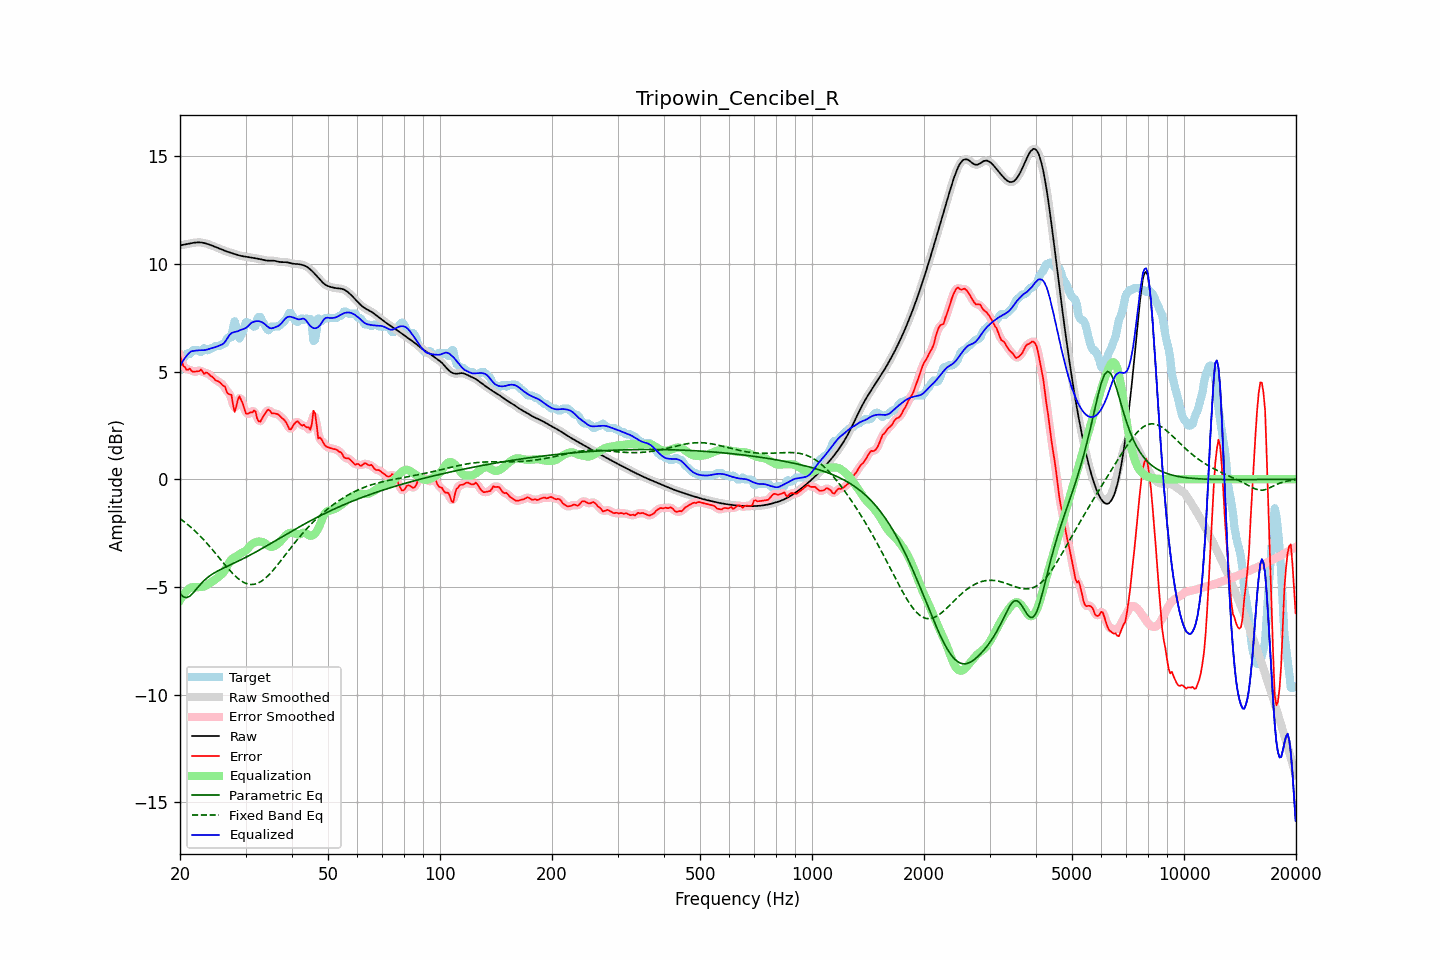 Tripowin_Cencibel_R
Amplitude (dBr)
15
10
5
0
−5
−10
−15
Target
Raw Smoothed
Error Smoothed
Raw
Error
Equalization
Parametric Eq
Fixed Band Eq
Equalized
20 50 100 200 500 1000 2000 5000 10000 20000
Frequency (Hz)